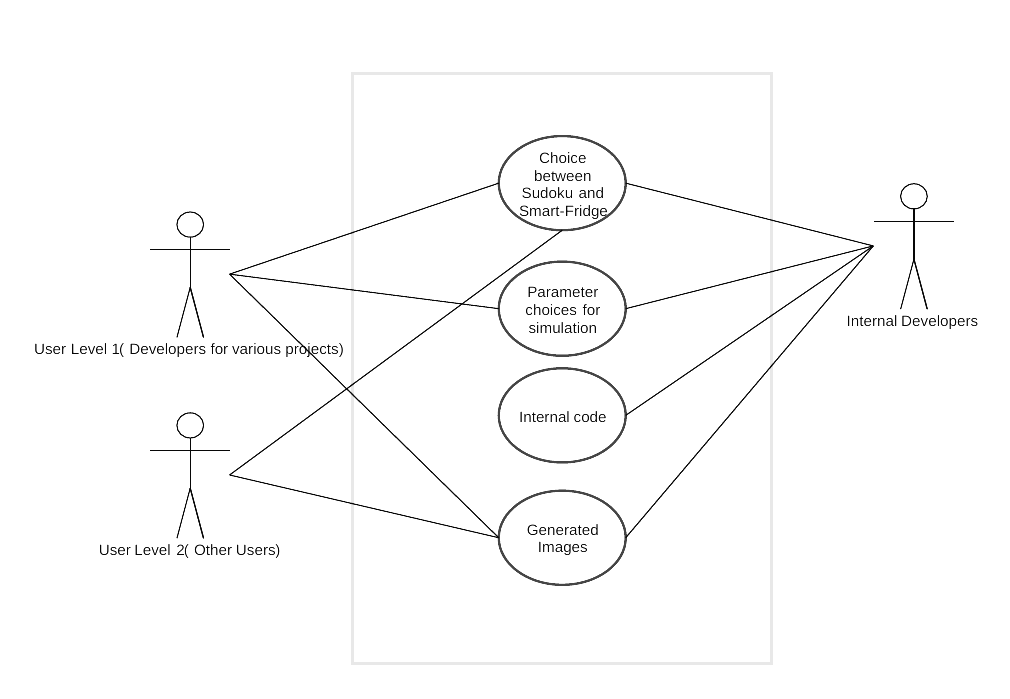 Choice
between
Sudoku and
Smart-Fridge
Parameter
choices for
simulation
Internal Developers
User Level 1( Developers for various projects)
Internal code
Generated
Images
User Level 2( Other Users)